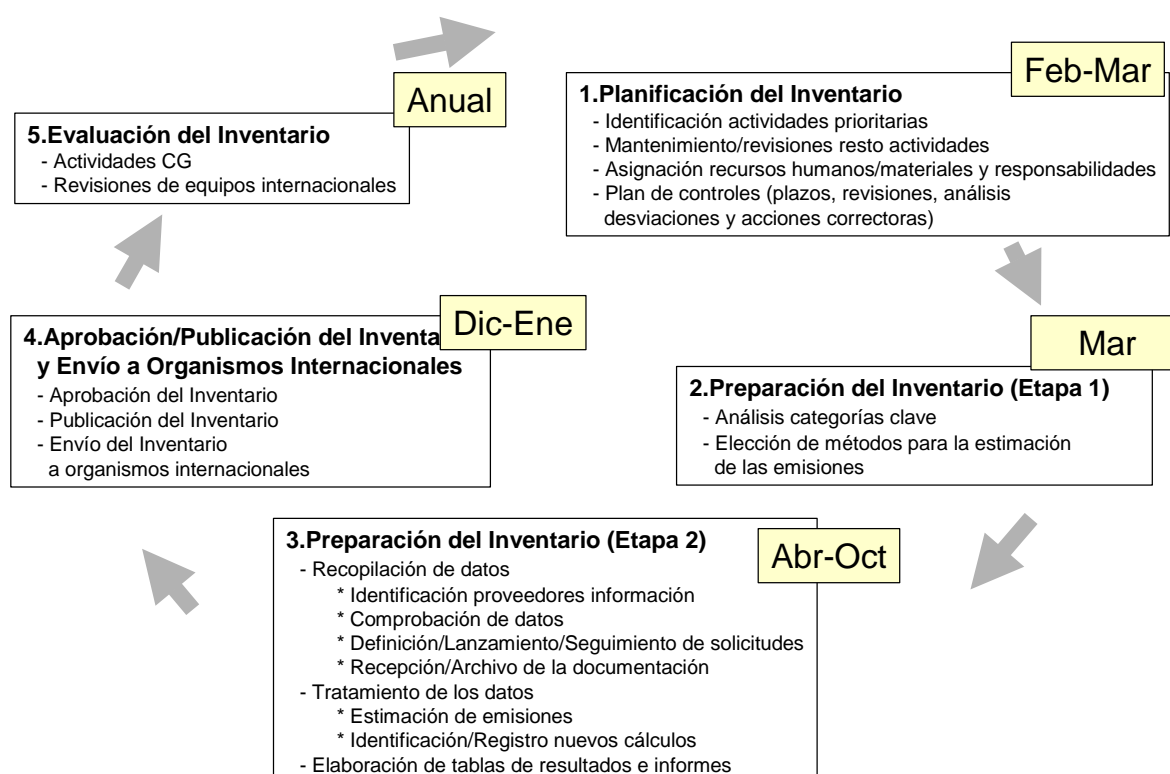 Feb-Mar
1.Planificación del Inventario
- Identificación actividades prioritarias
- Mantenimiento/revisiones resto actividades
- Asignación recursos humanos/materiales y responsabilidades
- Plan de controles (plazos, revisiones, análisis
desviaciones y acciones correctoras)
Mar
2.Preparación del Inventario (Etapa 1)
- Análisis categorías clave
- Elección de métodos para la estimación
de las emisiones
Abr-Oct
3.Preparación del Inventario (Etapa 2)
- Recopilación de datos
* Identificación proveedores información
* Comprobación de datos
* Definición/Lanzamiento/Seguimiento de solicitudes
* Recepción/Archivo de la documentación
- Tratamiento de los datos
* Estimación de emisiones
* Identificación/Registro nuevos cálculos
- Elaboración de tablas de resultados e informes
Dic-Ene
4.Aprobación/Publicación del Inventa
y Envío a Organismos Internacionales
- Aprobación del Inventario
- Publicación del Inventario
- Envío del Inventario
a organismos internacionales
Anual
5.Evaluación del Inventario
- Actividades CG
- Revisiones de equipos internacionales